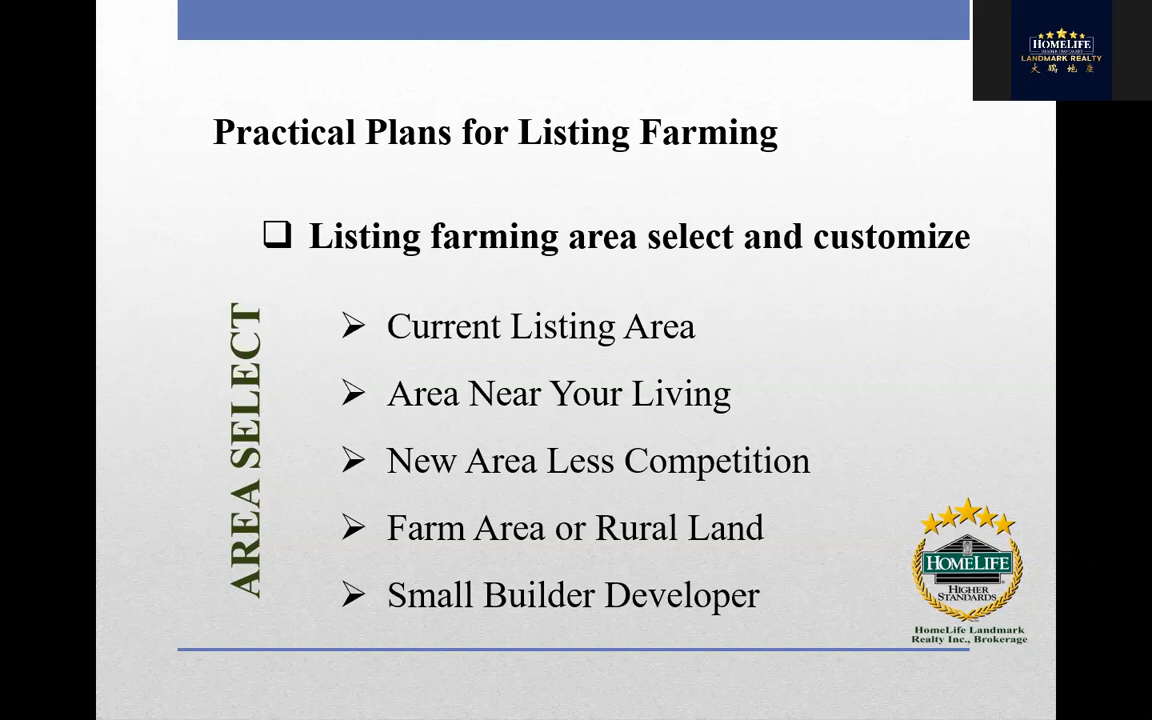 HOMELIFE
LANDMARK REALTY
大鵬地產
Practical Plans for Listing Farming
Listing farming area select and customize
AREA SELECT
Current Listing Area
Area Near Your Living
New Area Less Competition
Farm Area or Rural Land
Small Builder Developer
HOMELIFE
HIGHER
STANDARDS
HomeLife Landmark
Realty Inc., Brokerage